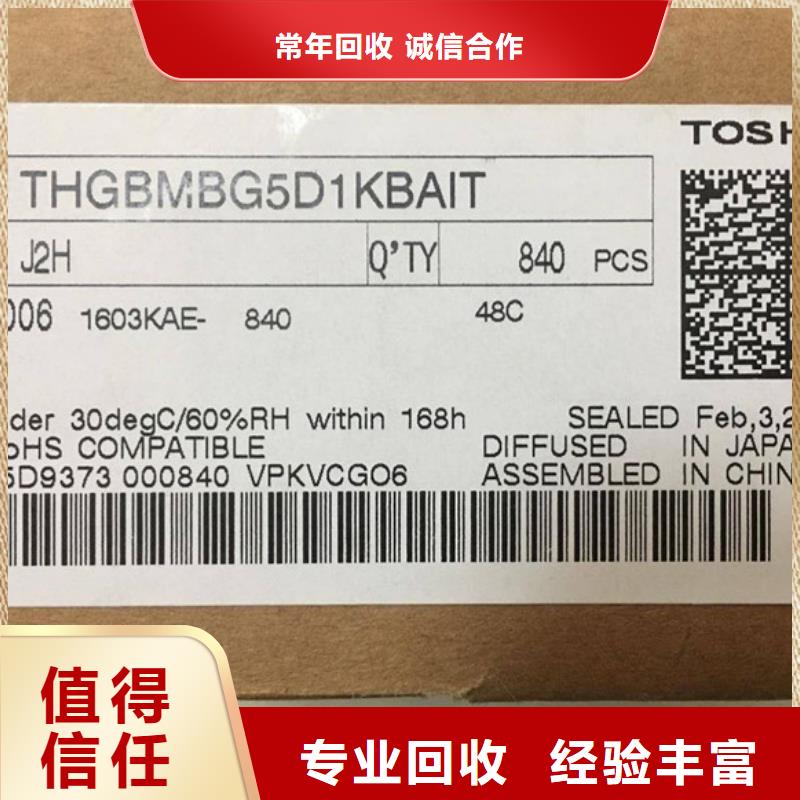 常年回收 诚信合作
TOSH
THGBMBG5D1KBAIT
J2H Q'TY 840 PCS
006 1603KAE- 840 48C
der 30degC/60%RH within 168h SEALED Feb,3,2
oHS COMPATIBLE DIFFUSED IN JAPA
5D9373 000840 VPKVCGO6 ASSEMBLED IN CHIN
值得
信任
专业回收 经验丰富